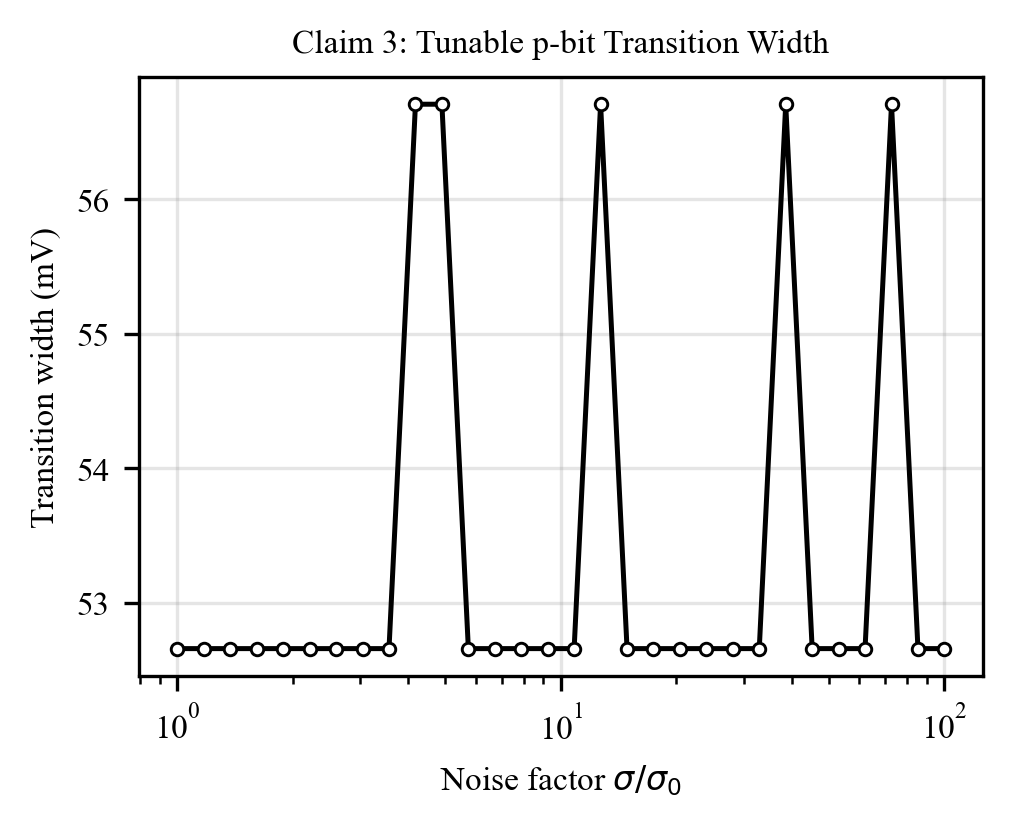 Claim 3: Tunable p-bit Transition Width
Transition width (mV)
56
55
54
53
10^0
10^1
10^2
Noise factor σ/σ₀